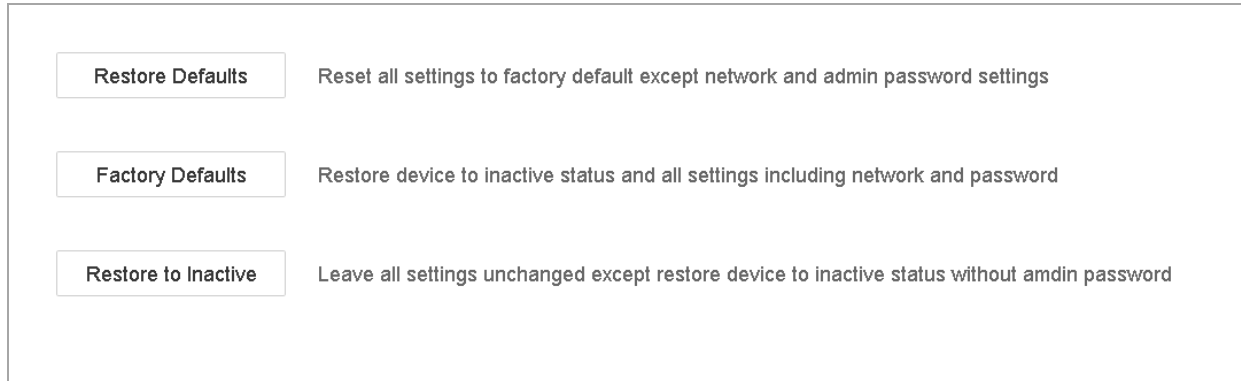 Restore Defaults Reset all settings to factory default except network and admin password settings
Factory Defaults Restore device to inactive status and all settings including network and password
Restore to Inactive Leave all settings unchanged except restore device to inactive status without amdin password